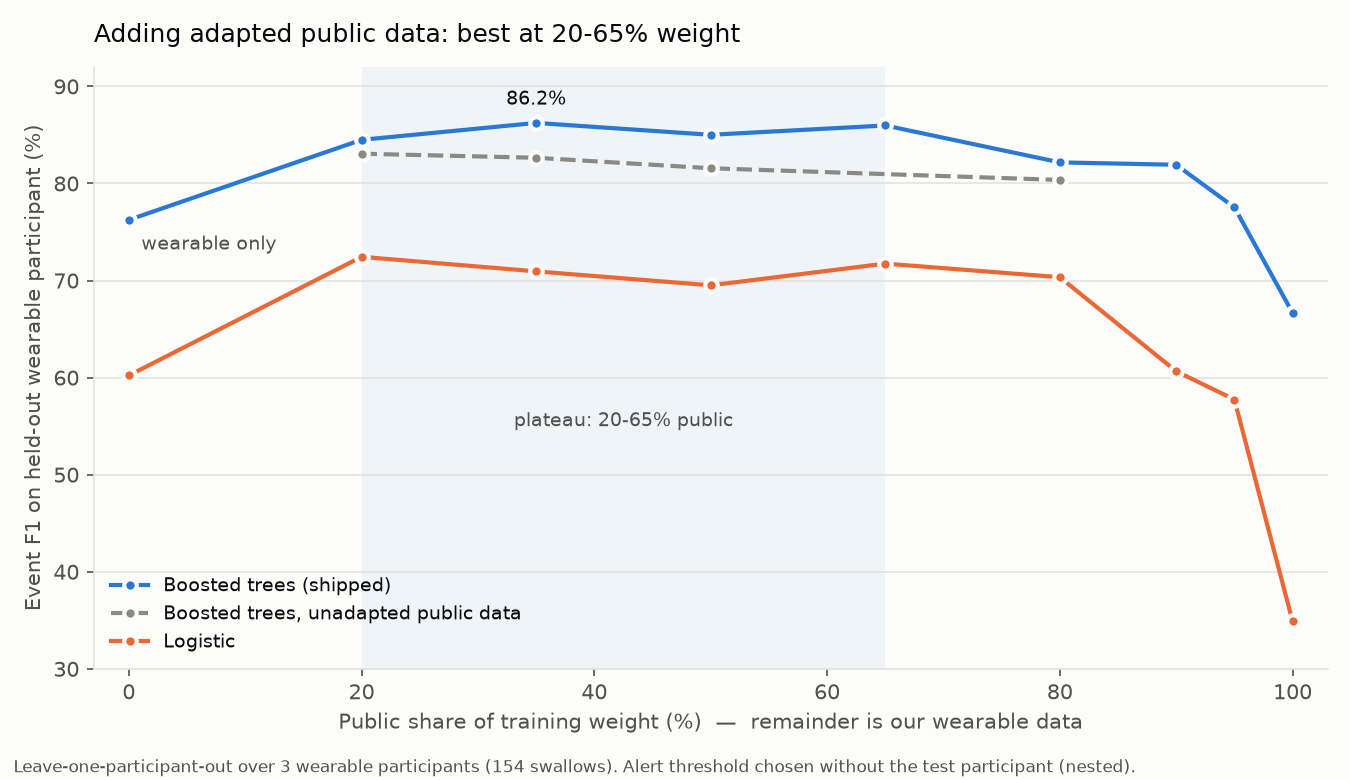 Adding adapted public data: best at 20-65% weight
Event F1 on held-out wearable participant (%)
90
80
70
60
50
40
30
86.2%
wearable only
plateau: 20-65% public
Boosted trees (shipped)
Boosted trees, unadapted public data
Logistic
0
20
40
60
80
100
Public share of training weight (%)  —  remainder is our wearable data
Leave-one-participant-out over 3 wearable participants (154 swallows). Alert threshold chosen without the test participant (nested).